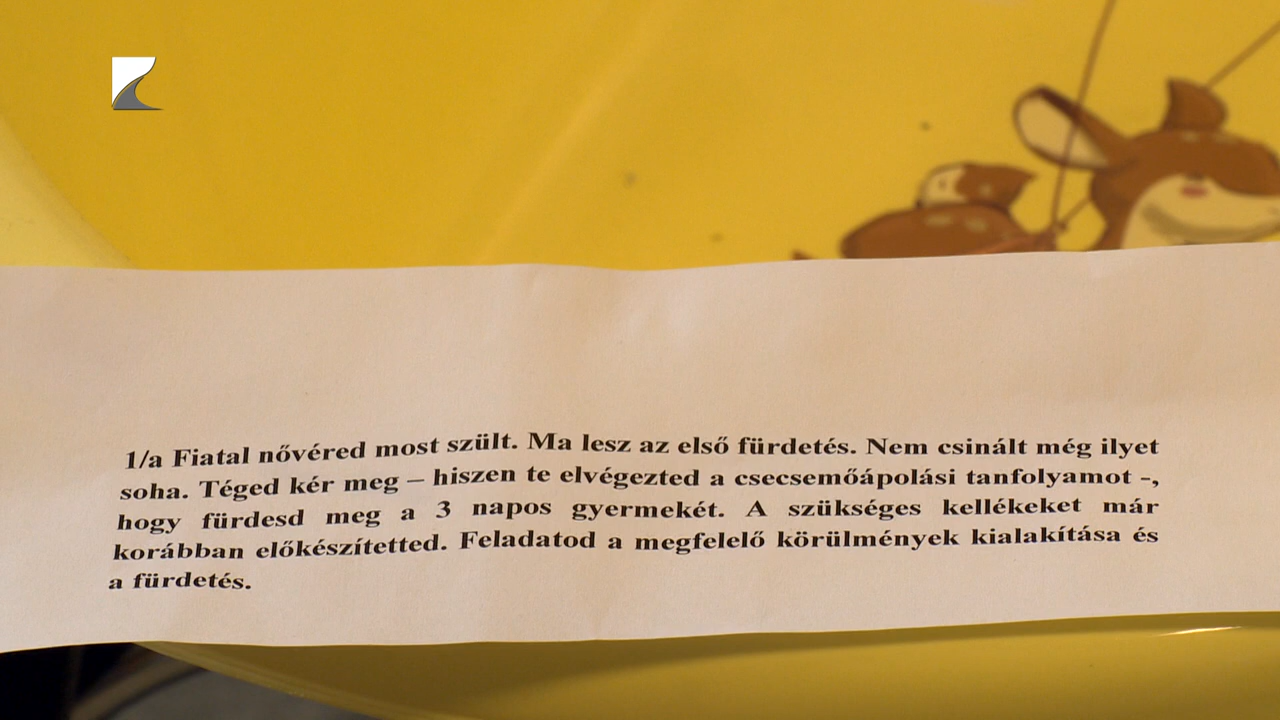 1/a Fiatal nővéred most szült. Ma lesz az első fürdetés. Nem csinált még ilyet
soha. Téged kér meg – hiszen te elvégezted a csecsemőápolási tanfolyamot -,
hogy fürdesd meg a 3 napos gyermekét. A szükséges kellékeket már
korábban előkészítetted. Feladatod a megfelelő körülmények kialakítása és
a fürdetés.